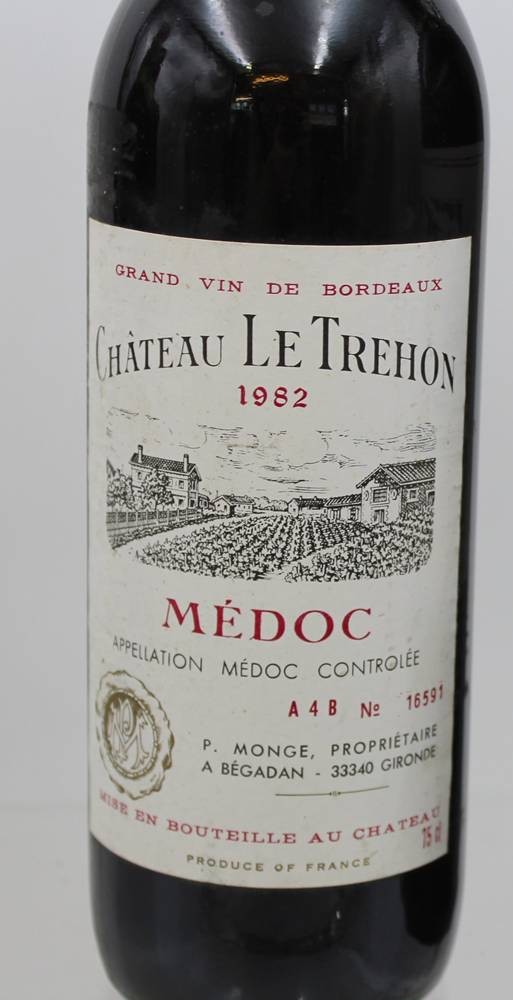 GRAND VIN DE BORDEAUX
CHÂTEAU LE TREHON
1982
MÉDOC
APPELLATION MÉDOC CONTROLÉE
A 4 B № 16591
P. MONGE, PROPRIÉTAIRE
A BÉGADAN - 33340 GIRONDE
MISE EN BOUTEILLE AU CHATEAU
75 cl
PRODUCE OF FRANCE